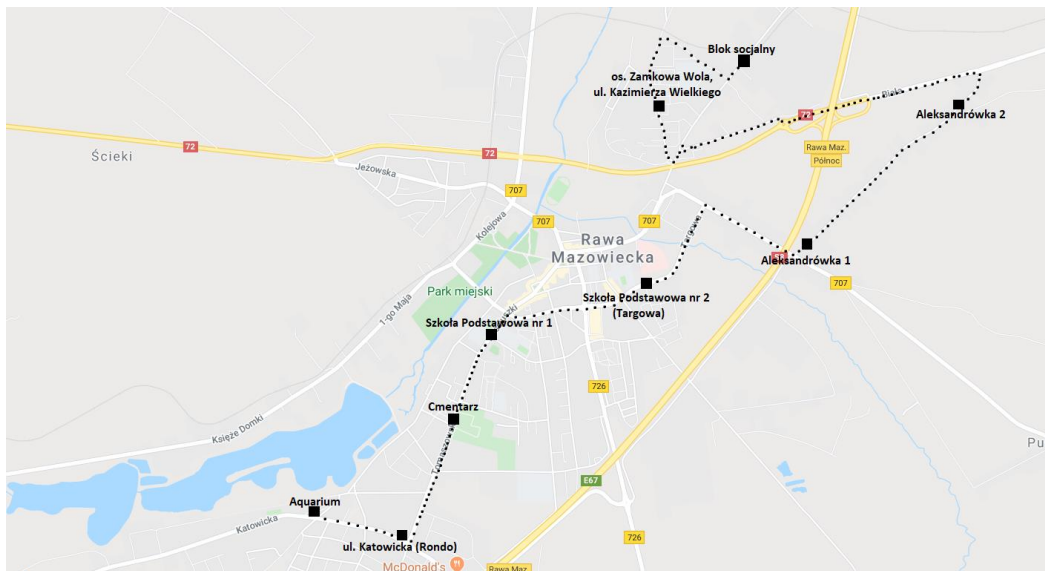 Blok socjalny
os. Zamkowa Wola,
ul. Kazimierza Wielkiego
Biała
Aleksandrówka 2
72
72
72
Rawa Maz.
Północ
Ścieki
Jeżowska
707
707
707
Kolejowa
Targowa
Rawa
Mazowiecka
Aleksandrówka 1
707
Park miejski
1-go Maja
Szkoła Podstawowa nr 2
(Targowa)
Szkoła Podstawowa nr 1
726
Cmentarz
Księże Domki
Pu
E67
Aquarium
Katowicka
ul. Katowicka (Rondo)
726
McDonald's
Rawa Maz.